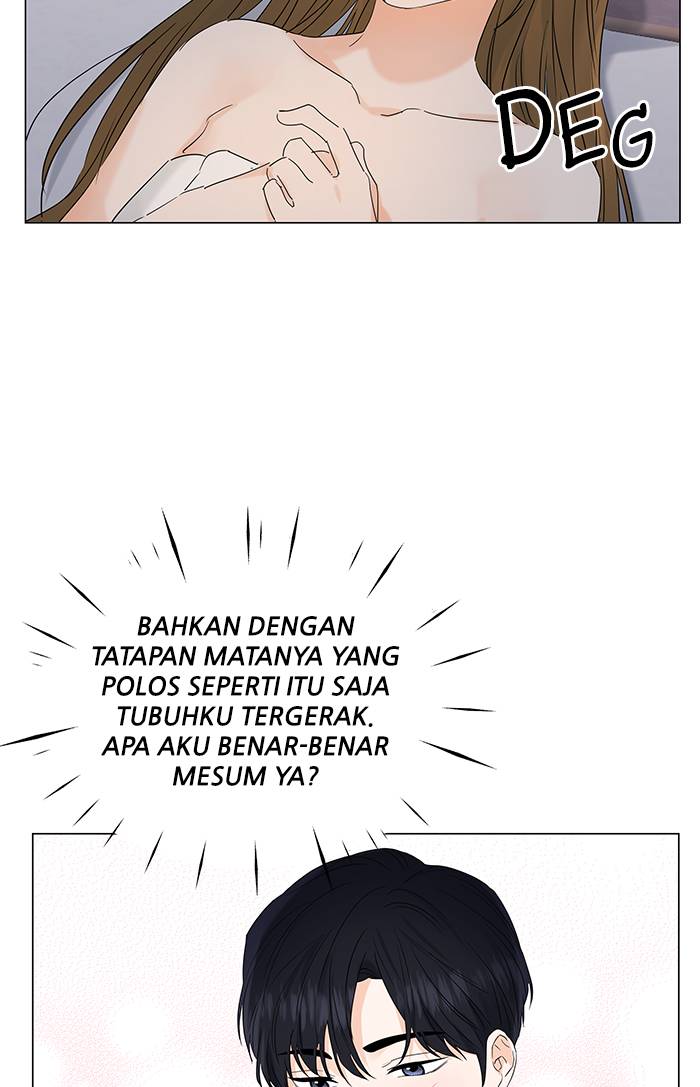 DEG
BAHKAN DENGAN
TATAPAN MATANYA YANG
POLOS SEPERTI ITU SAJA
TUBUHKU TERGERAK.
APA AKU BENAR-BENAR
MESUM YA?